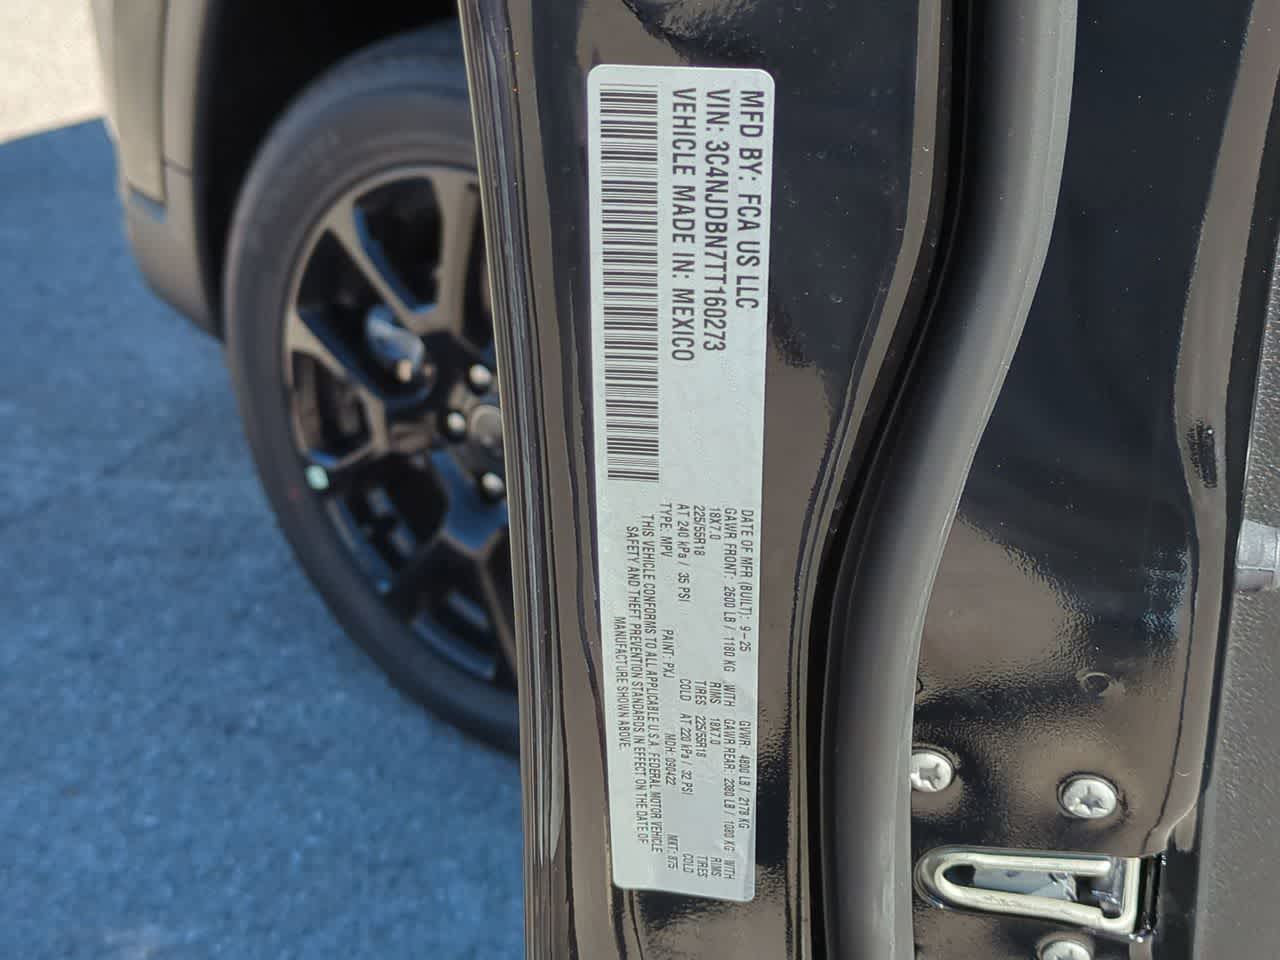 MFD BY: FCA US LLC
VIN: 3C4NJDBN7TT160273
VEHICLE MADE IN: MEXICO
DATE OF MFR (BUILT): 9-25 GVWR: 4800 LB / 2178 KG
GAWR FRONT: 2600 LB / 1180 KG WITH GAWR REAR: 2380 LB / 1080 KG WITH
18X7.0 RIMS 18X7.0 RIMS
225/55R18 TIRES 225/55R18 TIRES
AT 240 kPa / 35 PSI COLD AT 220 kPa / 32 PSI COLD
TYPE: MPV PAINT: PXJ MDH: 090422 MKT: 875
THIS VEHICLE CONFORMS TO ALL APPLICABLE U.S.A. FEDERAL MOTOR VEHICLE
SAFETY AND THEFT PREVENTION STANDARDS IN EFFECT ON THE DATE OF
MANUFACTURE SHOWN ABOVE.